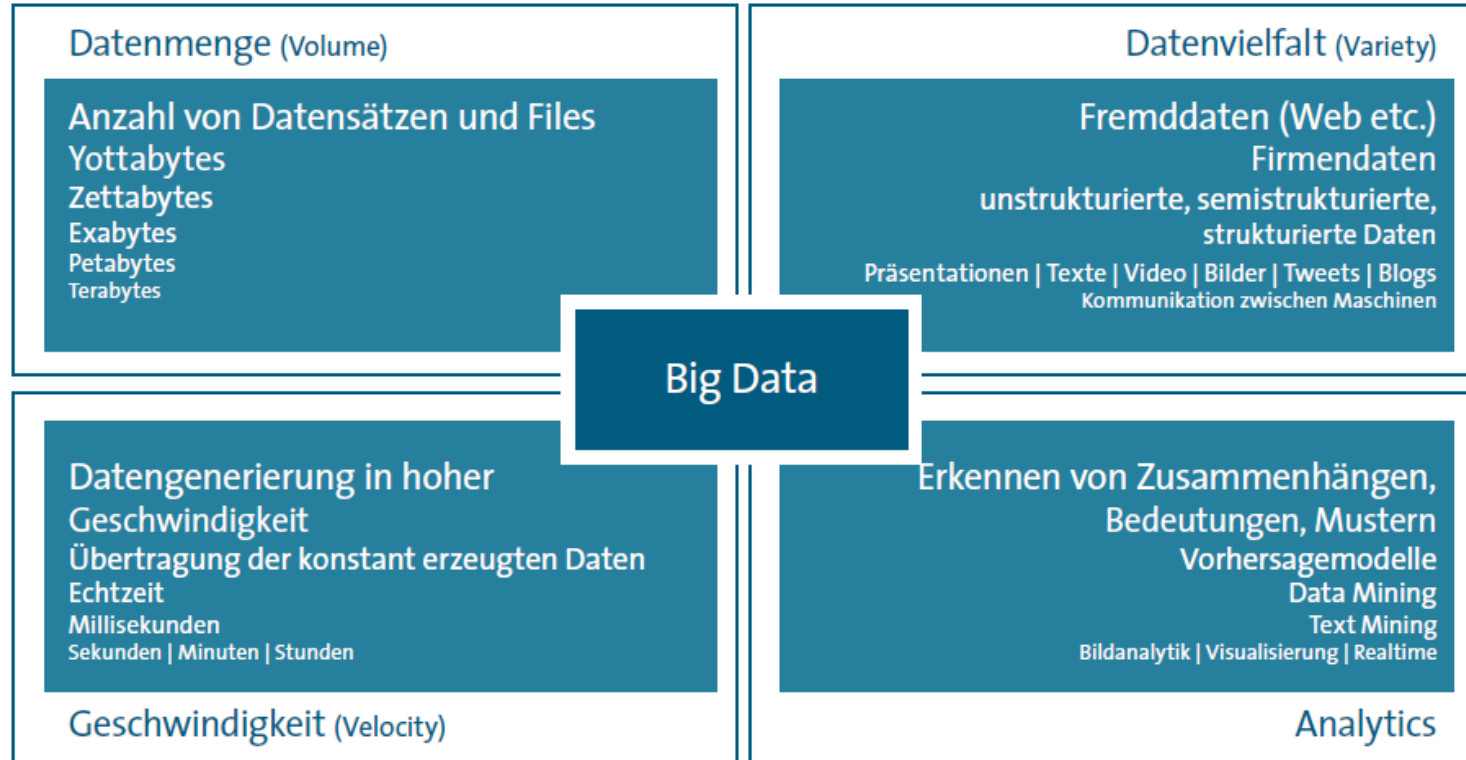 Datenmenge (Volume)
Anzahl von Datensätzen und Files
Yottabytes
Zettabytes
Exabytes
Petabytes
Terabytes
Datenvielfalt (Variety)
Fremddaten (Web etc.)
Firmendaten
unstrukturierte, semistrukturierte,
strukturierte Daten
Präsentationen | Texte | Video | Bilder | Tweets | Blogs
Kommunikation zwischen Maschinen
Big Data
Datengenerierung in hoher
Geschwindigkeit
Übertragung der konstant erzeugten Daten
Echtzeit
Millisekunden
Sekunden | Minuten | Stunden
Geschwindigkeit (Velocity)
Erkennen von Zusammenhängen,
Bedeutungen, Mustern
Vorhersagemodelle
Data Mining
Text Mining
Bildanalytik | Visualisierung | Realtime
Analytics